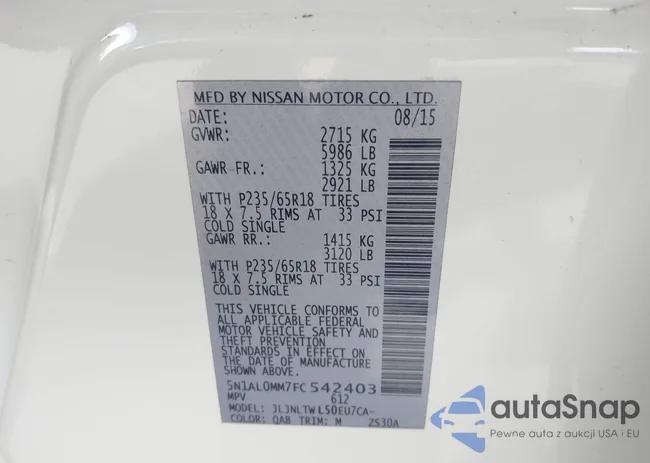 MFD BY NISSAN MOTOR CO., LTD.
DATE: 08/15
GVWR: 2715 KG
5986 LB
GAWR FR.: 1325 KG
2921 LB
WITH P235/65R18 TIRES
18 X 7.5 RIMS AT 33 PSI
COLD SINGLE
GAWR RR.: 1415 KG
3120 LB
WITH P235/65R18 TIRES
18 X 7.5 RIMS AT 33 PSI
COLD SINGLE
THIS VEHICLE CONFORMS TO
ALL APPLICABLE FEDERAL
MOTOR VEHICLE SAFETY AND
THEFT PREVENTION
STANDARDS IN EFFECT ON
THE DATE OF MANUFACTURE
SHOWN ABOVE.
5N1AL0MM7FC542403
MPV 612
MODEL: JLJNLTWL50EU7CA-
COLOR: QAB TRIM: M 2S30A
autoSnap
Pewne auta z aukcji USA i EU